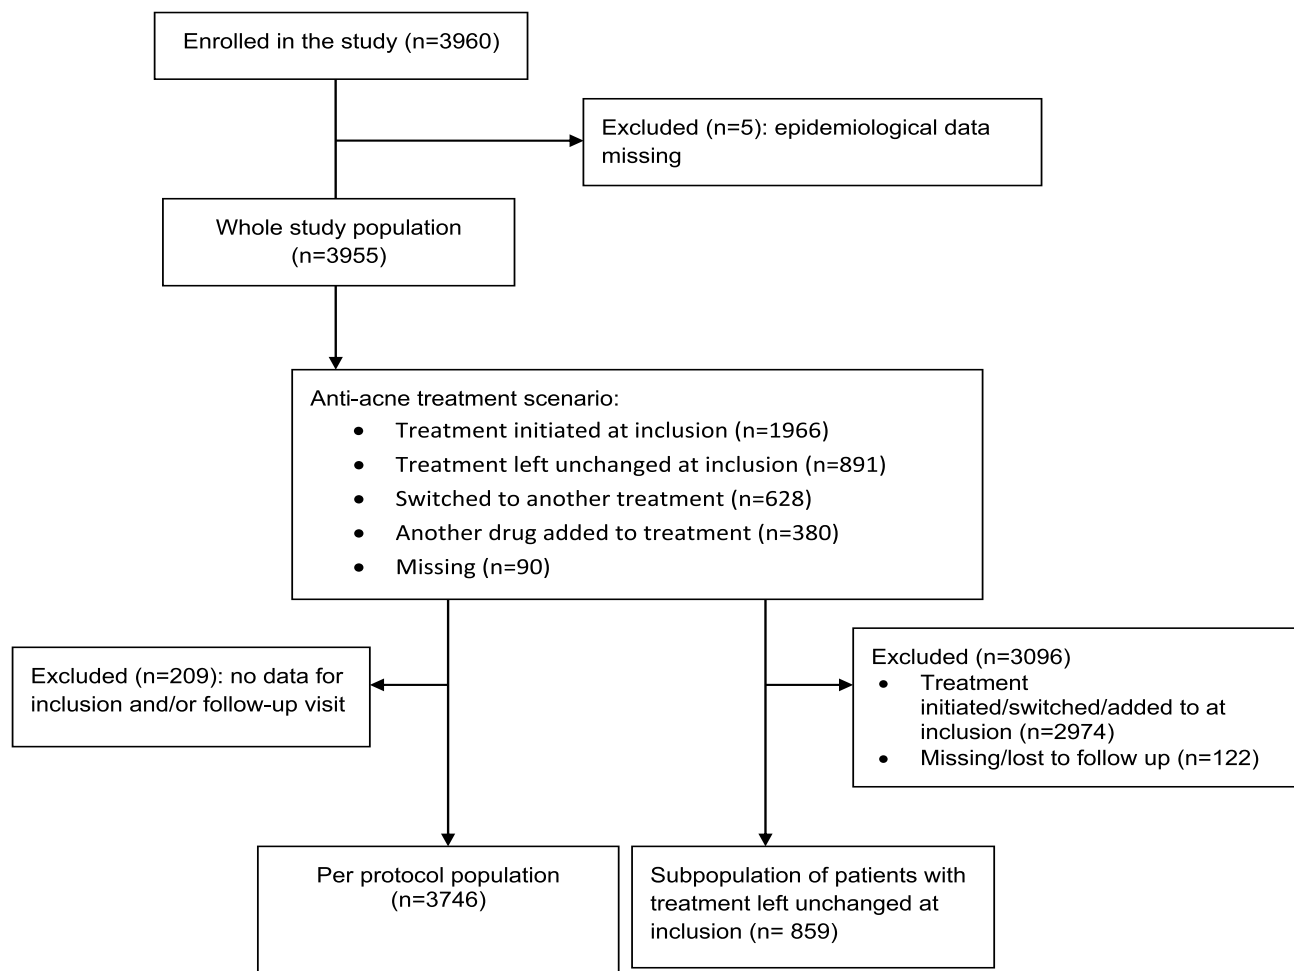 Enrolled in the study (n=3960)
Excluded (n=5): epidemiological data
missing
Whole study population
(n=3955)
Anti-acne treatment scenario:
• Treatment initiated at inclusion (n=1966)
• Treatment left unchanged at inclusion (n=891)
• Switched to another treatment (n=628)
• Another drug added to treatment (n=380)
• Missing (n=90)
Excluded (n=209): no data for
inclusion and/or follow-up visit
Excluded (n=3096)
• Treatment
initiated/switched/added to at
inclusion (n=2974)
• Missing/lost to follow up (n=122)
Per protocol population
(n=3746)
Subpopulation of patients with
treatment left unchanged at
inclusion (n= 859)